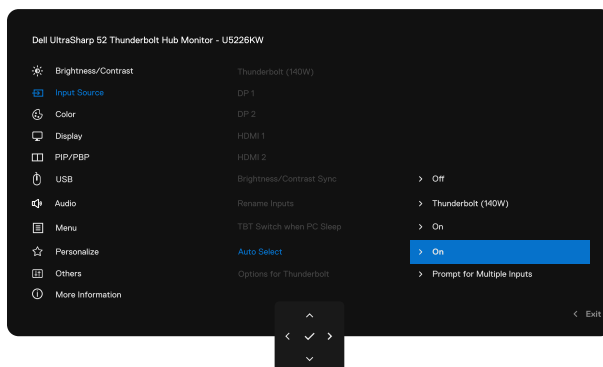 Dell UltraSharp 52 Thunderbolt Hub Monitor - U5226KW
Brightness/Contrast
Thunderbolt (140W)
Input Source
DP 1
Color
DP 2
Display
HDMI 1
PIP/PBP
HDMI 2
USB
Brightness/Contrast Sync
Off
Audio
Rename Inputs
Thunderbolt (140W)
Menu
TBT Switch when PC Sleep
On
Personalize
Auto Select
On
Others
Options for Thunderbolt
Prompt for Multiple Inputs
More Information
Exit